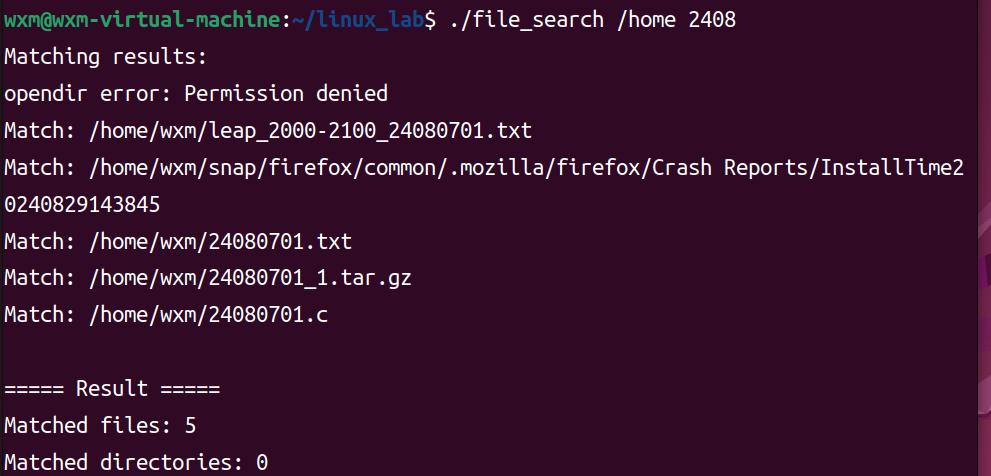 wxm@wxm-virtual-machine:~/linux_lab$ ./file_search /home 2408
Matching results:
opendir error: Permission denied
Match: /home/wxm/leap_2000-2100_24080701.txt
Match: /home/wxm/snap/firefox/common/.mozilla/firefox/Crash Reports/InstallTime2
0240829143845
Match: /home/wxm/24080701.txt
Match: /home/wxm/24080701_1.tar.gz
Match: /home/wxm/24080701.c
===== Result =====
Matched files: 5
Matched directories: 0